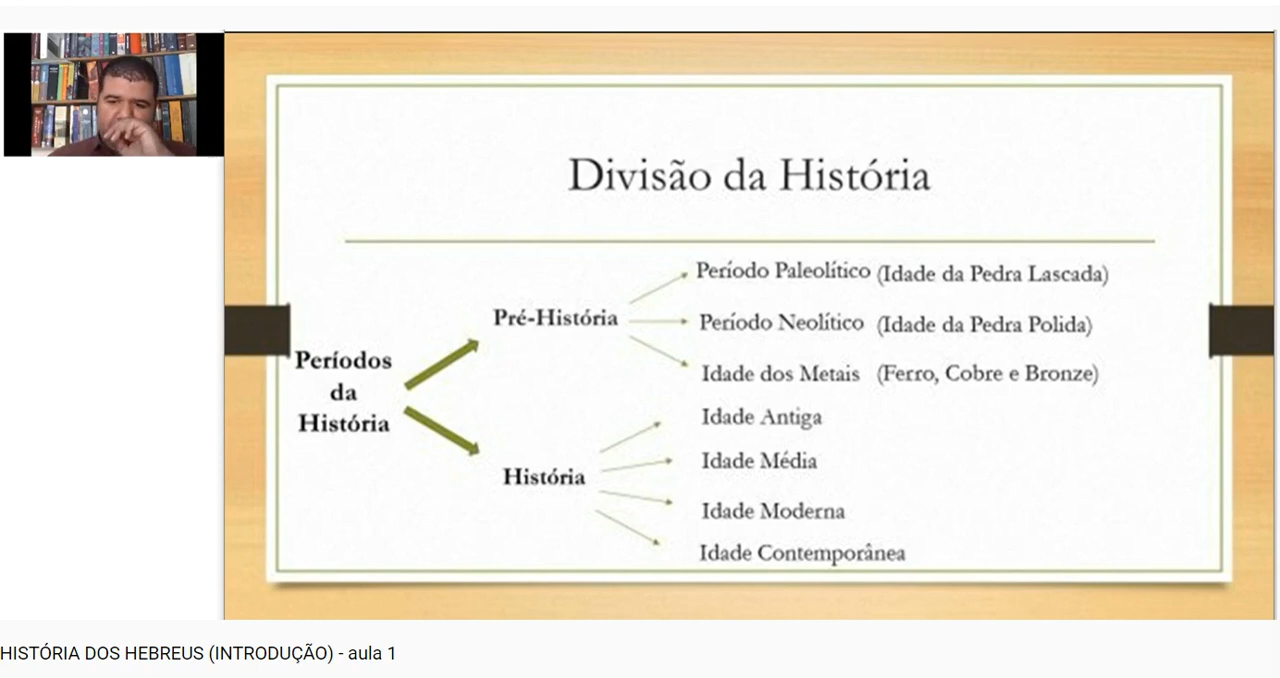 Divisão da História
Períodos
da
História
Pré-História
Período Paleolítico (Idade da Pedra Lascada)
Período Neolítico (Idade da Pedra Polida)
Idade dos Metais (Ferro, Cobre e Bronze)
História
Idade Antiga
Idade Média
Idade Moderna
Idade Contemporânea
HISTÓRIA DOS HEBREUS (INTRODUÇÃO) - aula 1